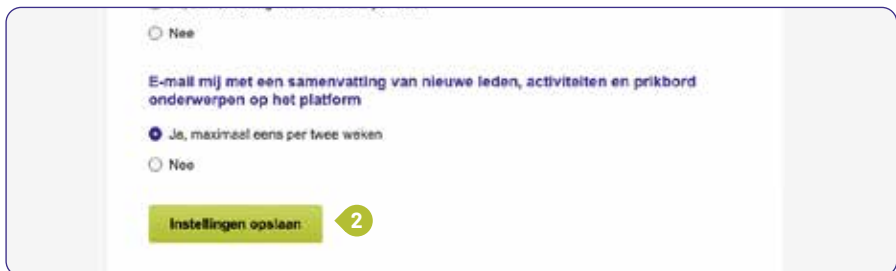 Nee
E-mail mij met een samenvatting van nieuwe leden, activiteiten en prikbord
onderwerpen op het platform
Ja, maximaal eens per twee weken
Nee
Instellingen opslaan
2